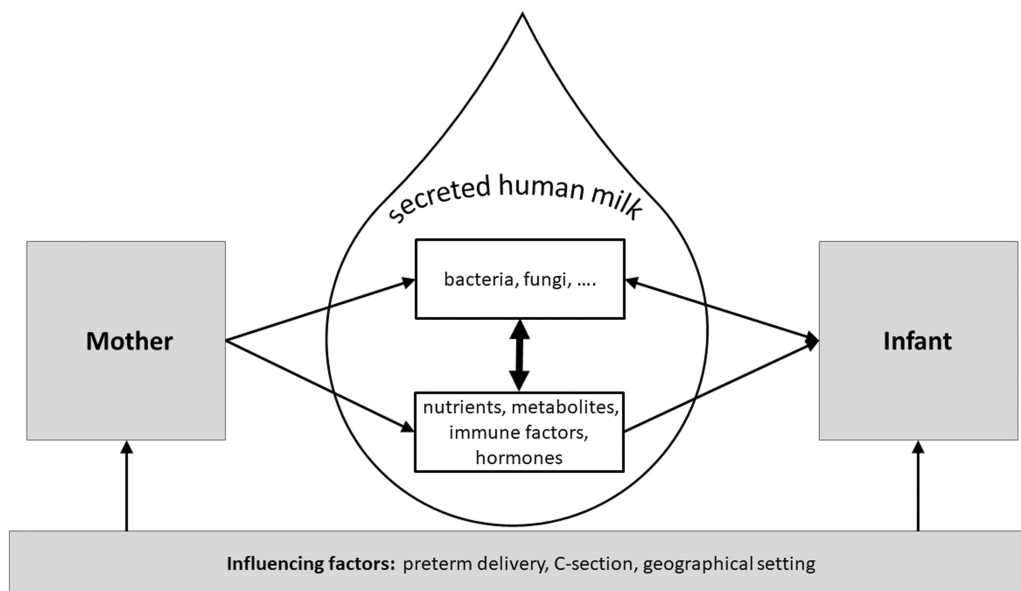 secreted human milk
bacteria, fungi, ….
Mother
Infant
nutrients, metabolites,
immune factors,
hormones
Influencing factors: preterm delivery, C-section, geographical setting